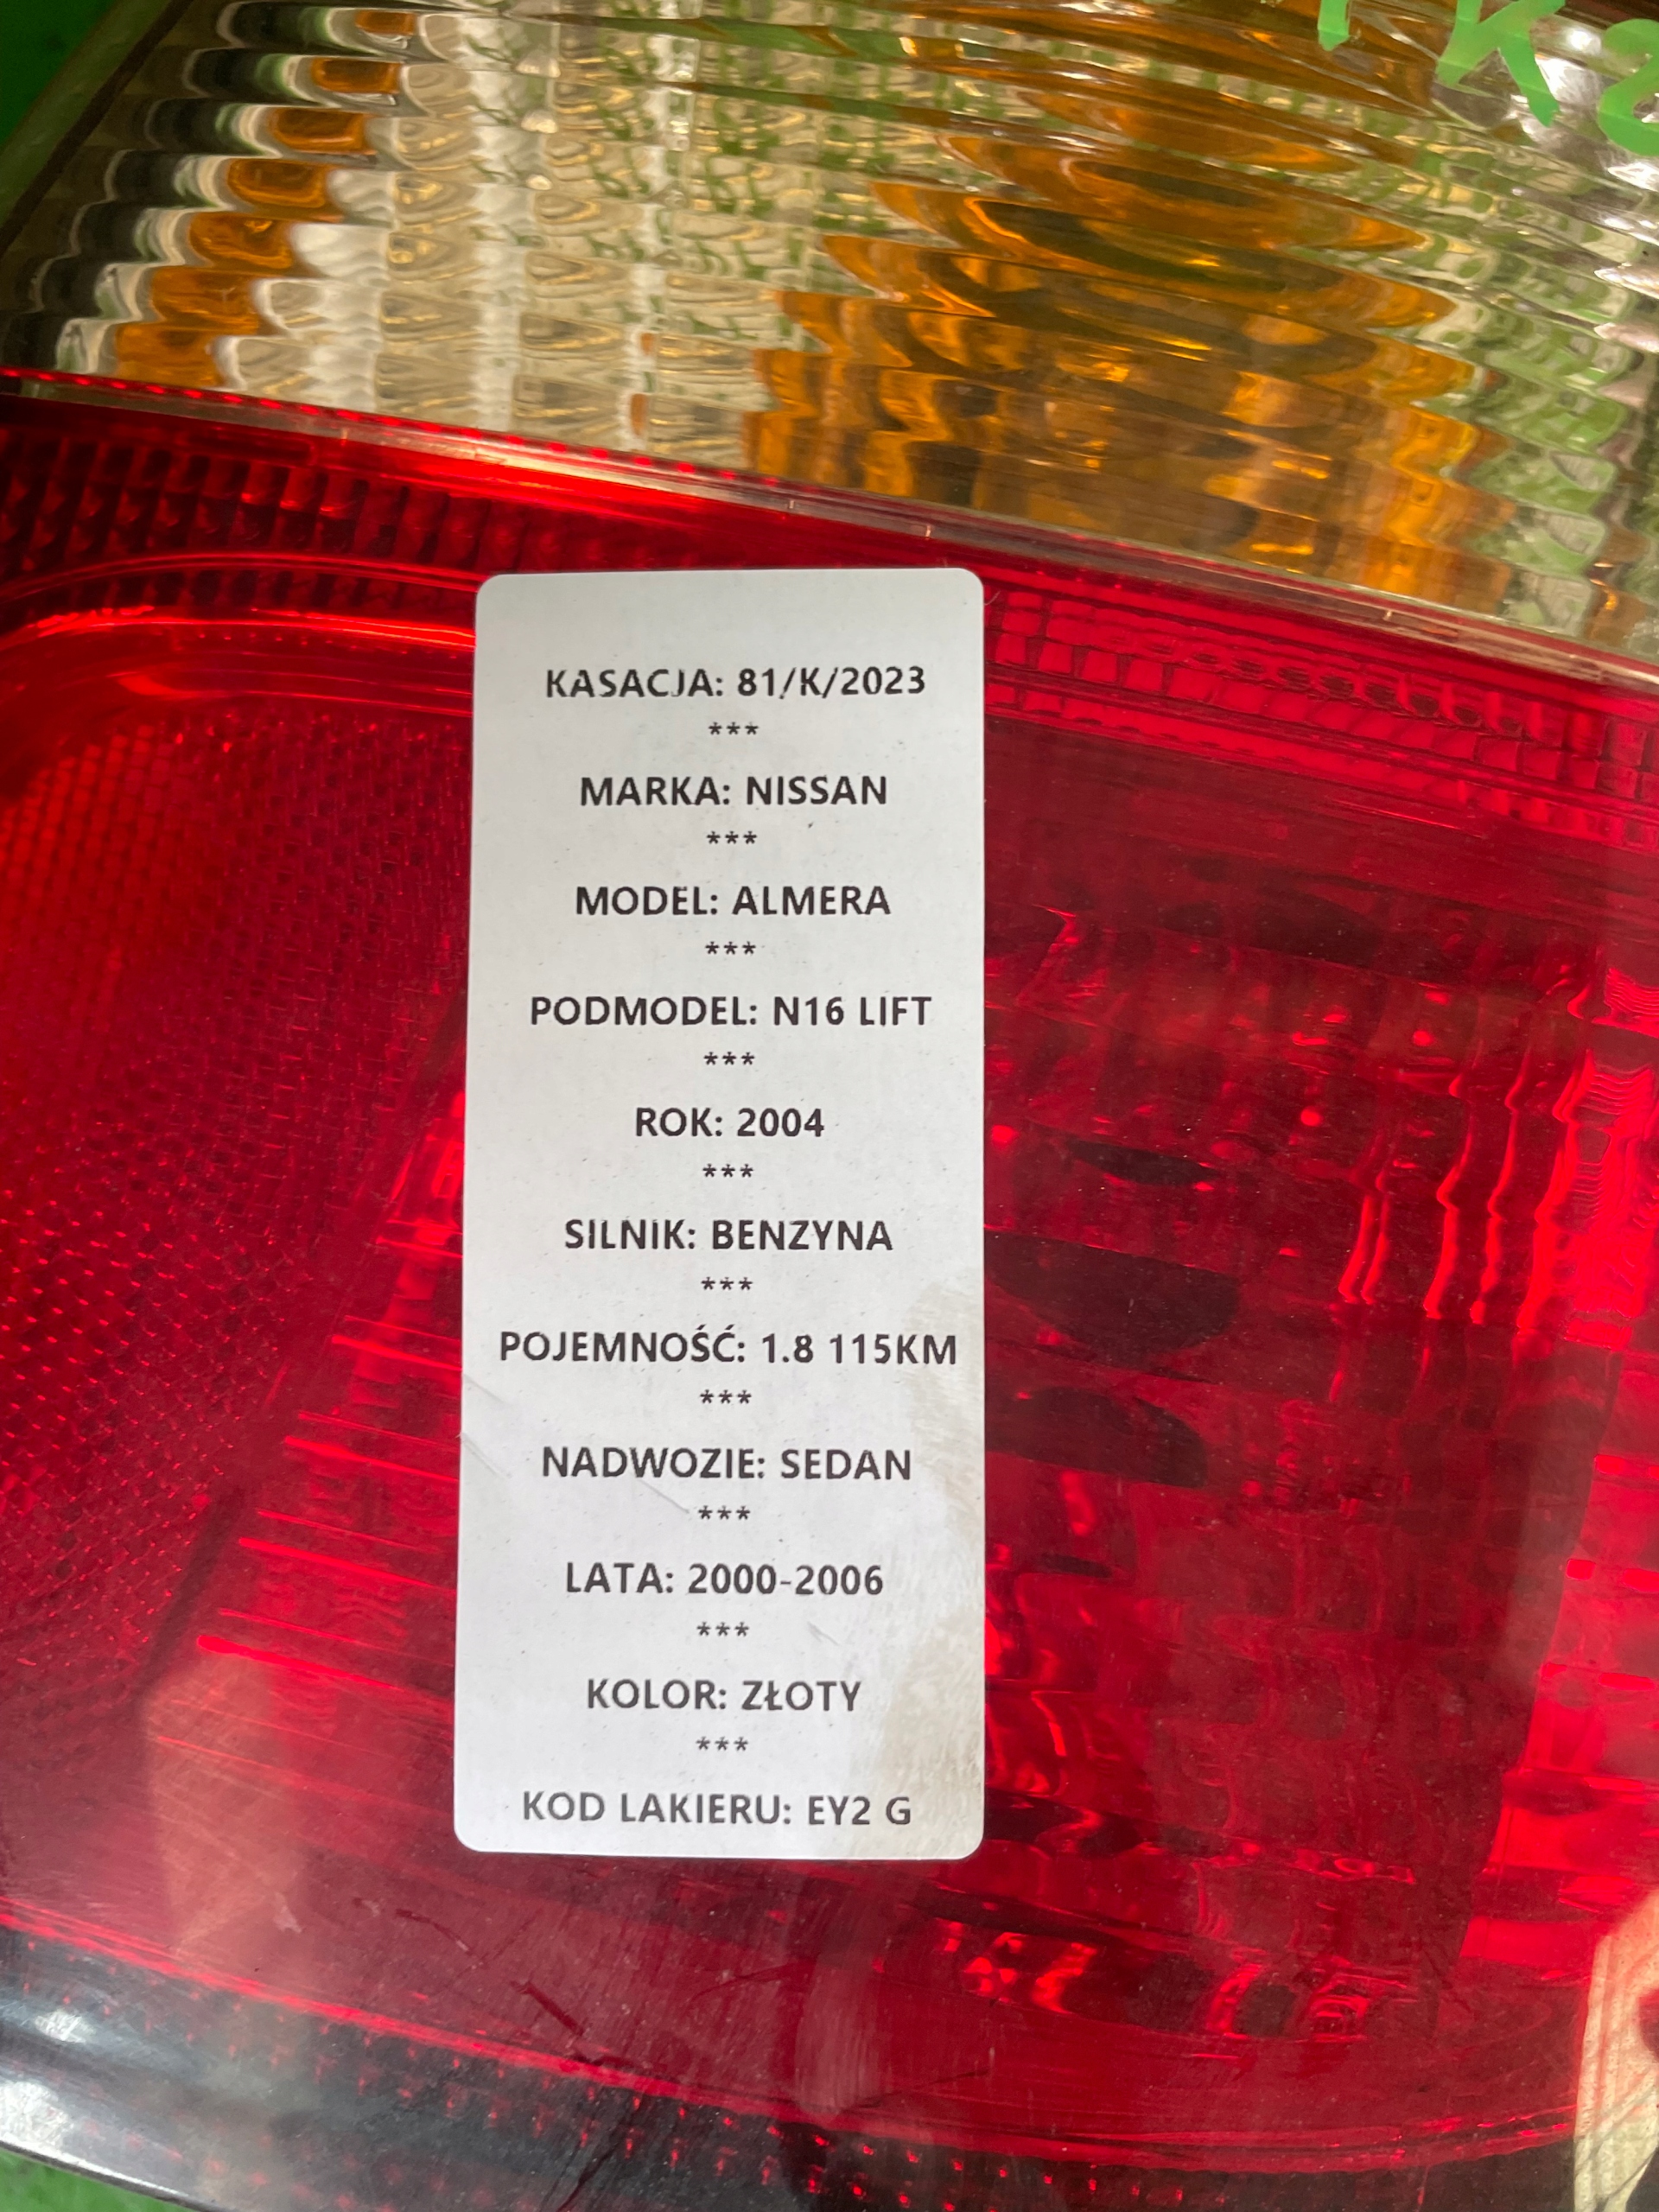 KASACJA: 81/K/2023
***
MARKA: NISSAN
***
MODEL: ALMERA
***
PODMODEL: N16 LIFT
***
ROK: 2004
***
SILNIK: BENZYNA
***
POJEMNOŚĆ: 1.8 115KM
***
NADWOZIE: SEDAN
***
LATA: 2000-2006
***
KOLOR: ZŁOTY
***
KOD LAKIERU: EY2 G